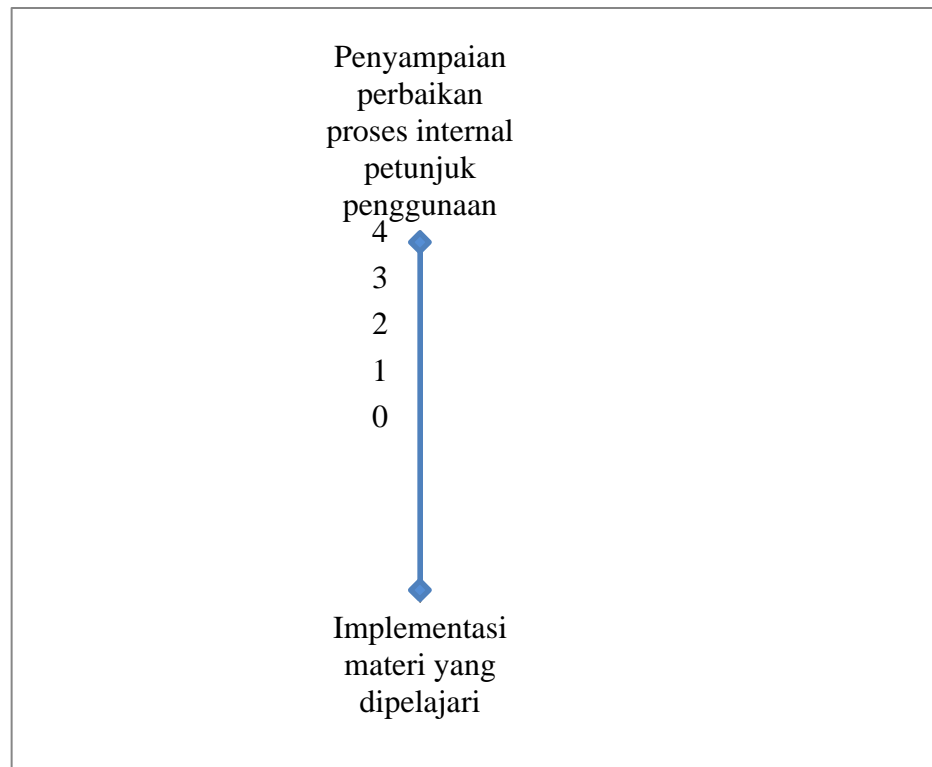 Penyampaian
perbaikan
proses internal
petunjuk
penggunaan
4
3
2
1
0
Implementasi
materi yang
dipelajari